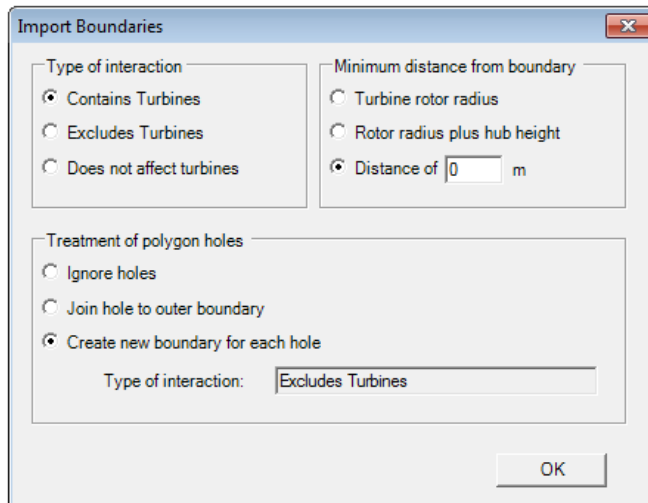 Import Boundaries
Type of interaction
Contains Turbines
Excludes Turbines
Does not affect turbines
Minimum distance from boundary
Turbine rotor radius
Rotor radius plus hub height
Distance of 0 m
Treatment of polygon holes
Ignore holes
Join hole to outer boundary
Create new boundary for each hole
Type of interaction: Excludes Turbines
OK